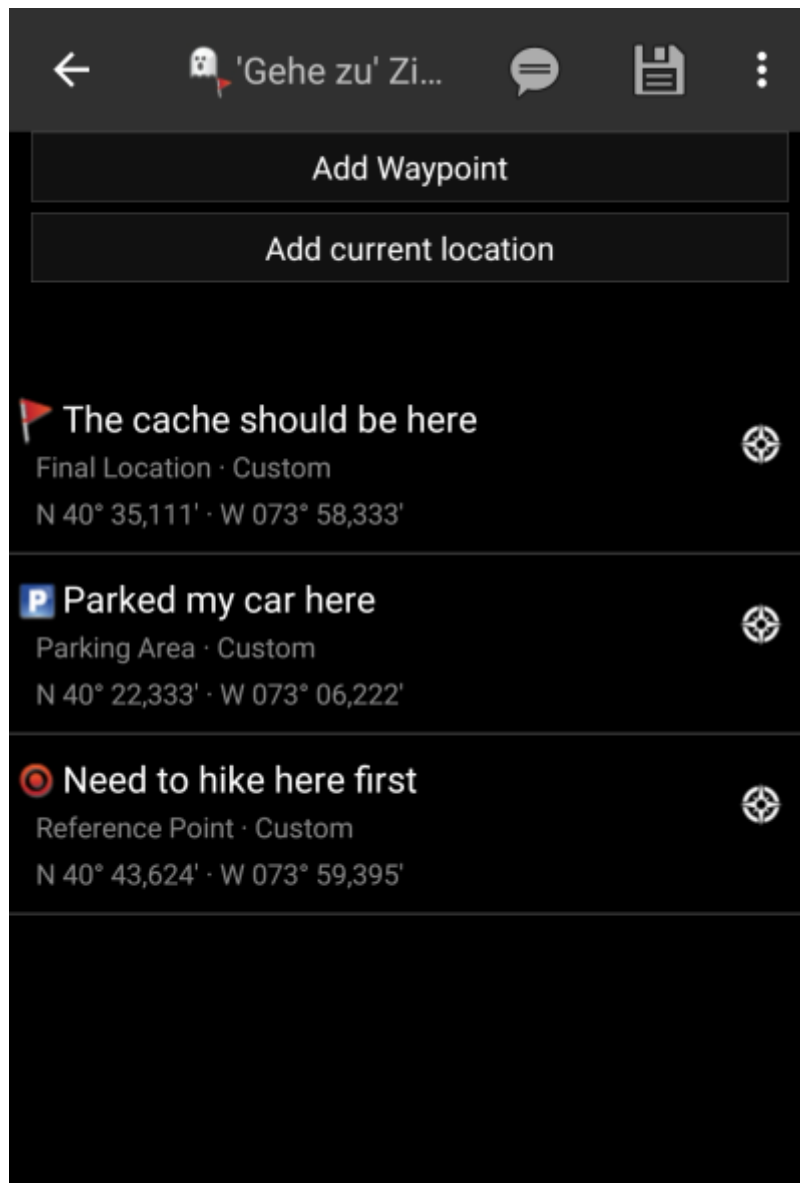 'Gehe zu' Zi...
Add Waypoint
Add current location
The cache should be here
Final Location · Custom
N 40° 35,111' · W 073° 58,333'
P Parked my car here
Parking Area · Custom
N 40° 22,333' · W 073° 06,222'
Need to hike here first
Reference Point · Custom
N 40° 43,624' · W 073° 59,395'